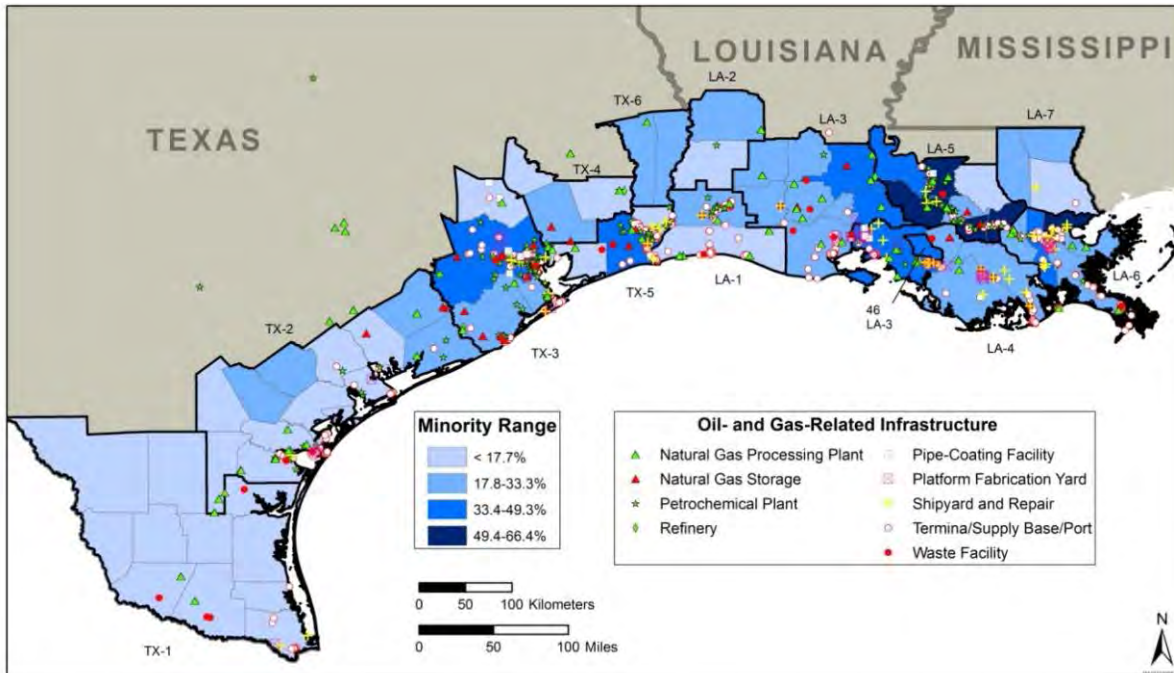 LOUISIANA
MISSISSIPPI
LA-2
TX-6
LA-3
LA-7
TEXAS
LA-5
TX-4
LA-6
TX-5
LA-1
46
LA-3
TX-2
TX-3
LA-4
Minority Range
< 17.7%
17.8-33.3%
33.4-49.3%
49.4-66.4%
Oil- and Gas-Related Infrastructure
Natural Gas Processing Plant
Natural Gas Storage
Petrochemical Plant
Refinery
Pipe-Coating Facility
Platform Fabrication Yard
Shipyard and Repair
Termina/Supply Base/Port
Waste Facility
0 50 100 Kilometers
0 50 100 Miles
TX-1
N